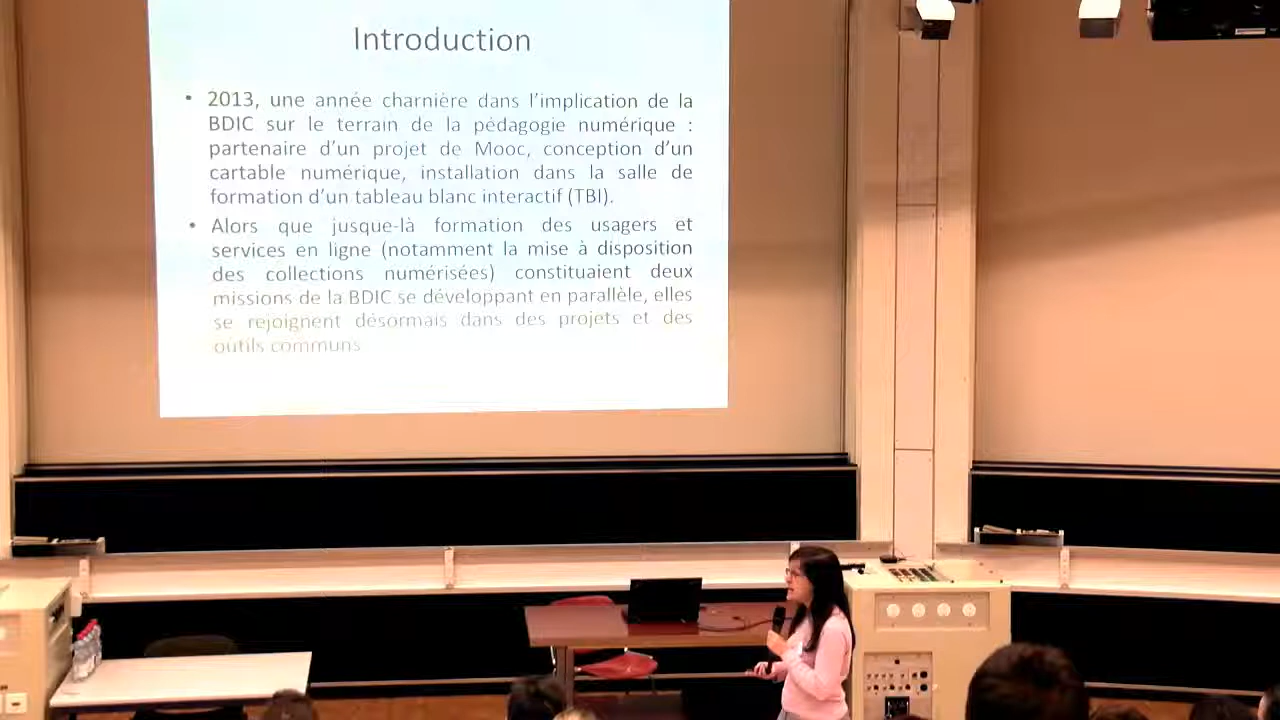 Introduction
• 2013, une année charnière dans l'implication de la
BDIC sur le terrain de la pédagogie numérique :
partenaire d'un projet de Mooc, conception d'un
cartable numérique, installation dans la salle de
formation d'un tableau blanc interactif (TBI).
• Alors que jusque-là formation des usagers et
services en ligne (notamment la mise à disposition
des collections numérisées) constituaient deux
missions de la BDIC se développant en parallèle, elles
se rejoignent désormais dans des projets et des
outils communs